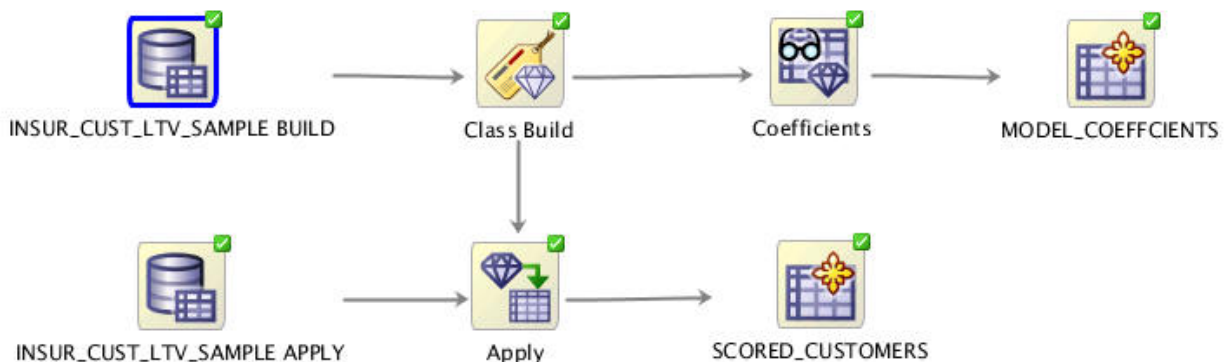 INSUR_CUST_LTV_SAMPLE BUILD
Class Build
Coefficients
MODEL_COEFFCIENTS
INSUR_CUST_LTV_SAMPLE APPLY
Apply
SCORED_CUSTOMERS